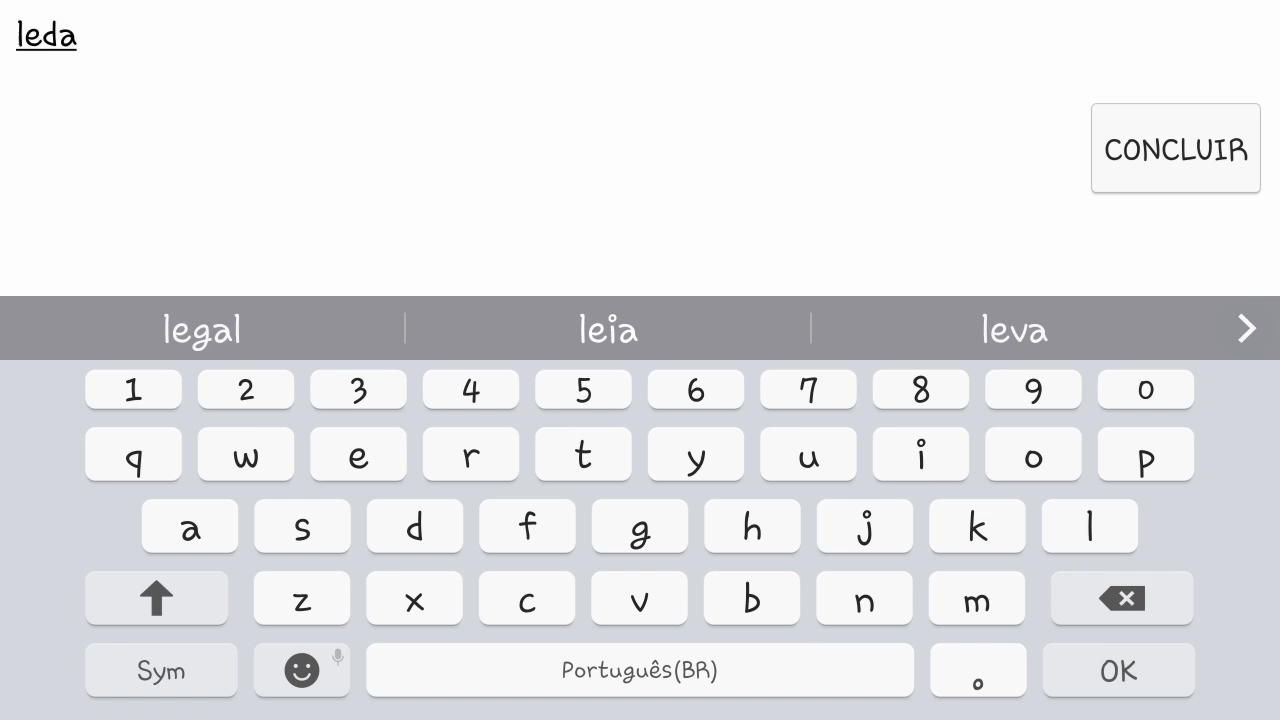 leda
CONCLUIR
legal leia leva
1 2 3 4 5 6 7 8 9 0
q w e r t y u i o p
a s d f g h j k l
z x c v b n m
Sym Português(BR) . OK